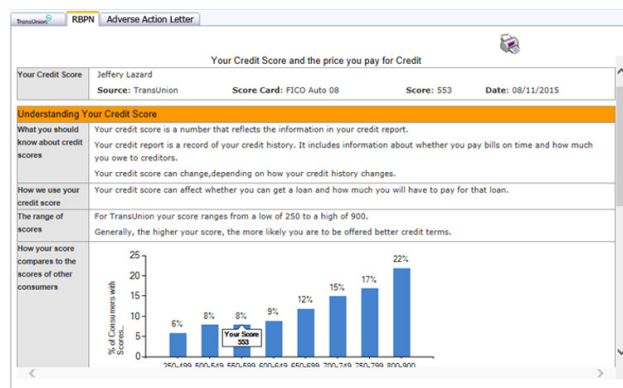 TransUnion RBPN Adverse Action Letter
Your Credit Score and the price you pay for Credit
Your Credit Score Jeffery Lazard
Source: TransUnion Score Card: FICO Auto 08 Score: 553 Date: 08/11/2015
Understanding Your Credit Score
What you should know about credit scores
Your credit score is a number that reflects the information in your credit report.
Your credit report is a record of your credit history. It includes information about whether you pay bills on time and how much
you owe to creditors.
Your credit score can change,depending on how your credit history changes.
How we use your credit score
Your credit score can affect whether you can get a loan and how much you will have to pay for that loan.
The range of scores
For TransUnion your score ranges from a low of 250 to a high of 900.
Generally, the higher your score, the more likely you are to be offered better credit terms.
How your score compares to the scores of other consumers
% of Consumers with Scores...
25
20
15
10
5
0
6% 8% 8% 9% 12% 15% 17% 22%
Your Score
553
250-499 500-549 550-599 600-649 650-699 700-749 750-799 800-900